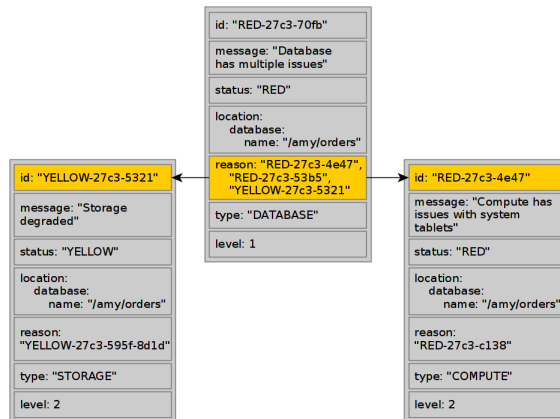 id: "RED-27c3-70fb"
message: "Database
has multiple issues"
status: "RED"
location:
database:
name: "/amy/orders"
reason: "RED-27c3-4e47",
"RED-27c3-53b5",
"YELLOW-27c3-5321"
type: "DATABASE"
level: 1
id: "YELLOW-27c3-5321"
message: "Storage
degraded"
status: "YELLOW"
location:
database:
name: "/amy/orders"
reason:
"YELLOW-27c3-595f-8d1d"
type: "STORAGE"
level: 2
id: "RED-27c3-4e47"
message: "Compute has
issues with system
tablets"
status: "RED"
location:
database:
name: "/amy/orders"
reason:
"RED-27c3-c138"
type: "COMPUTE"
level: 2